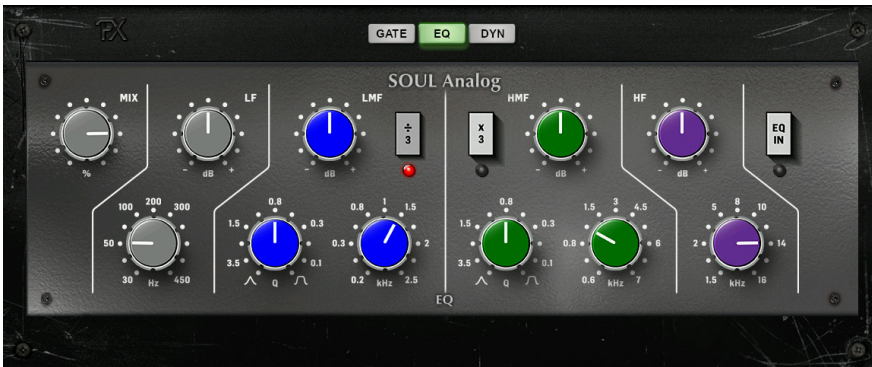 FX
GATE EQ DYN
SOUL Analog
MIX LF LMF HMF HF
÷ 3
X 3
EQ IN
%
- dB +
- dB +
- dB +
- dB +
30 50 100 200 300 450 Hz
3.5 1.5 0.8 0.3 0.1 Q
0.2 0.3 0.8 1 1.5 2 2.5 kHz
3.5 1.5 0.8 0.3 0.1 Q
0.6 0.8 1.5 3 4.5 6 7 kHz
1.5 2 5 8 10 14 16 kHz
EQ